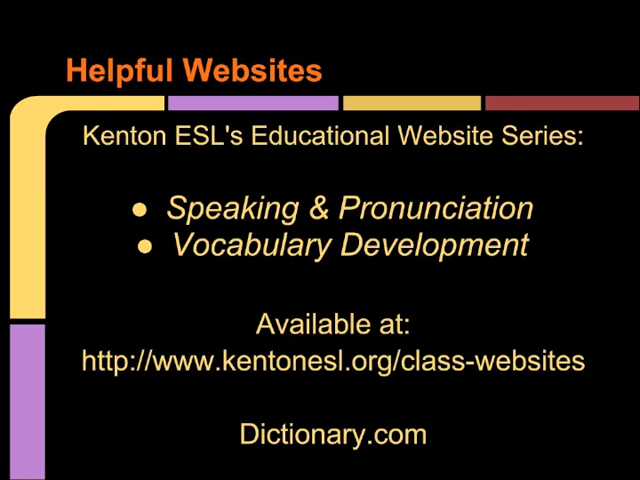 Helpful Websites
Kenton ESL's Educational Website Series:
● Speaking & Pronunciation
● Vocabulary Development
Available at:
http://www.kentonesl.org/class-websites
Dictionary.com